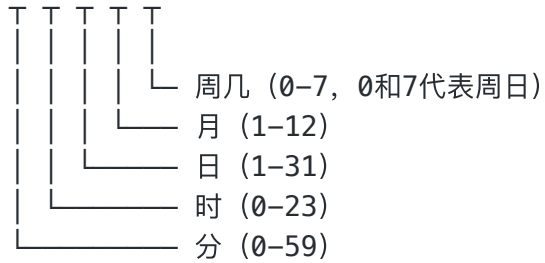 周几（0-7，0和7代表周日）
月（1-12）
日（1-31）
时（0-23）
分（0-59）